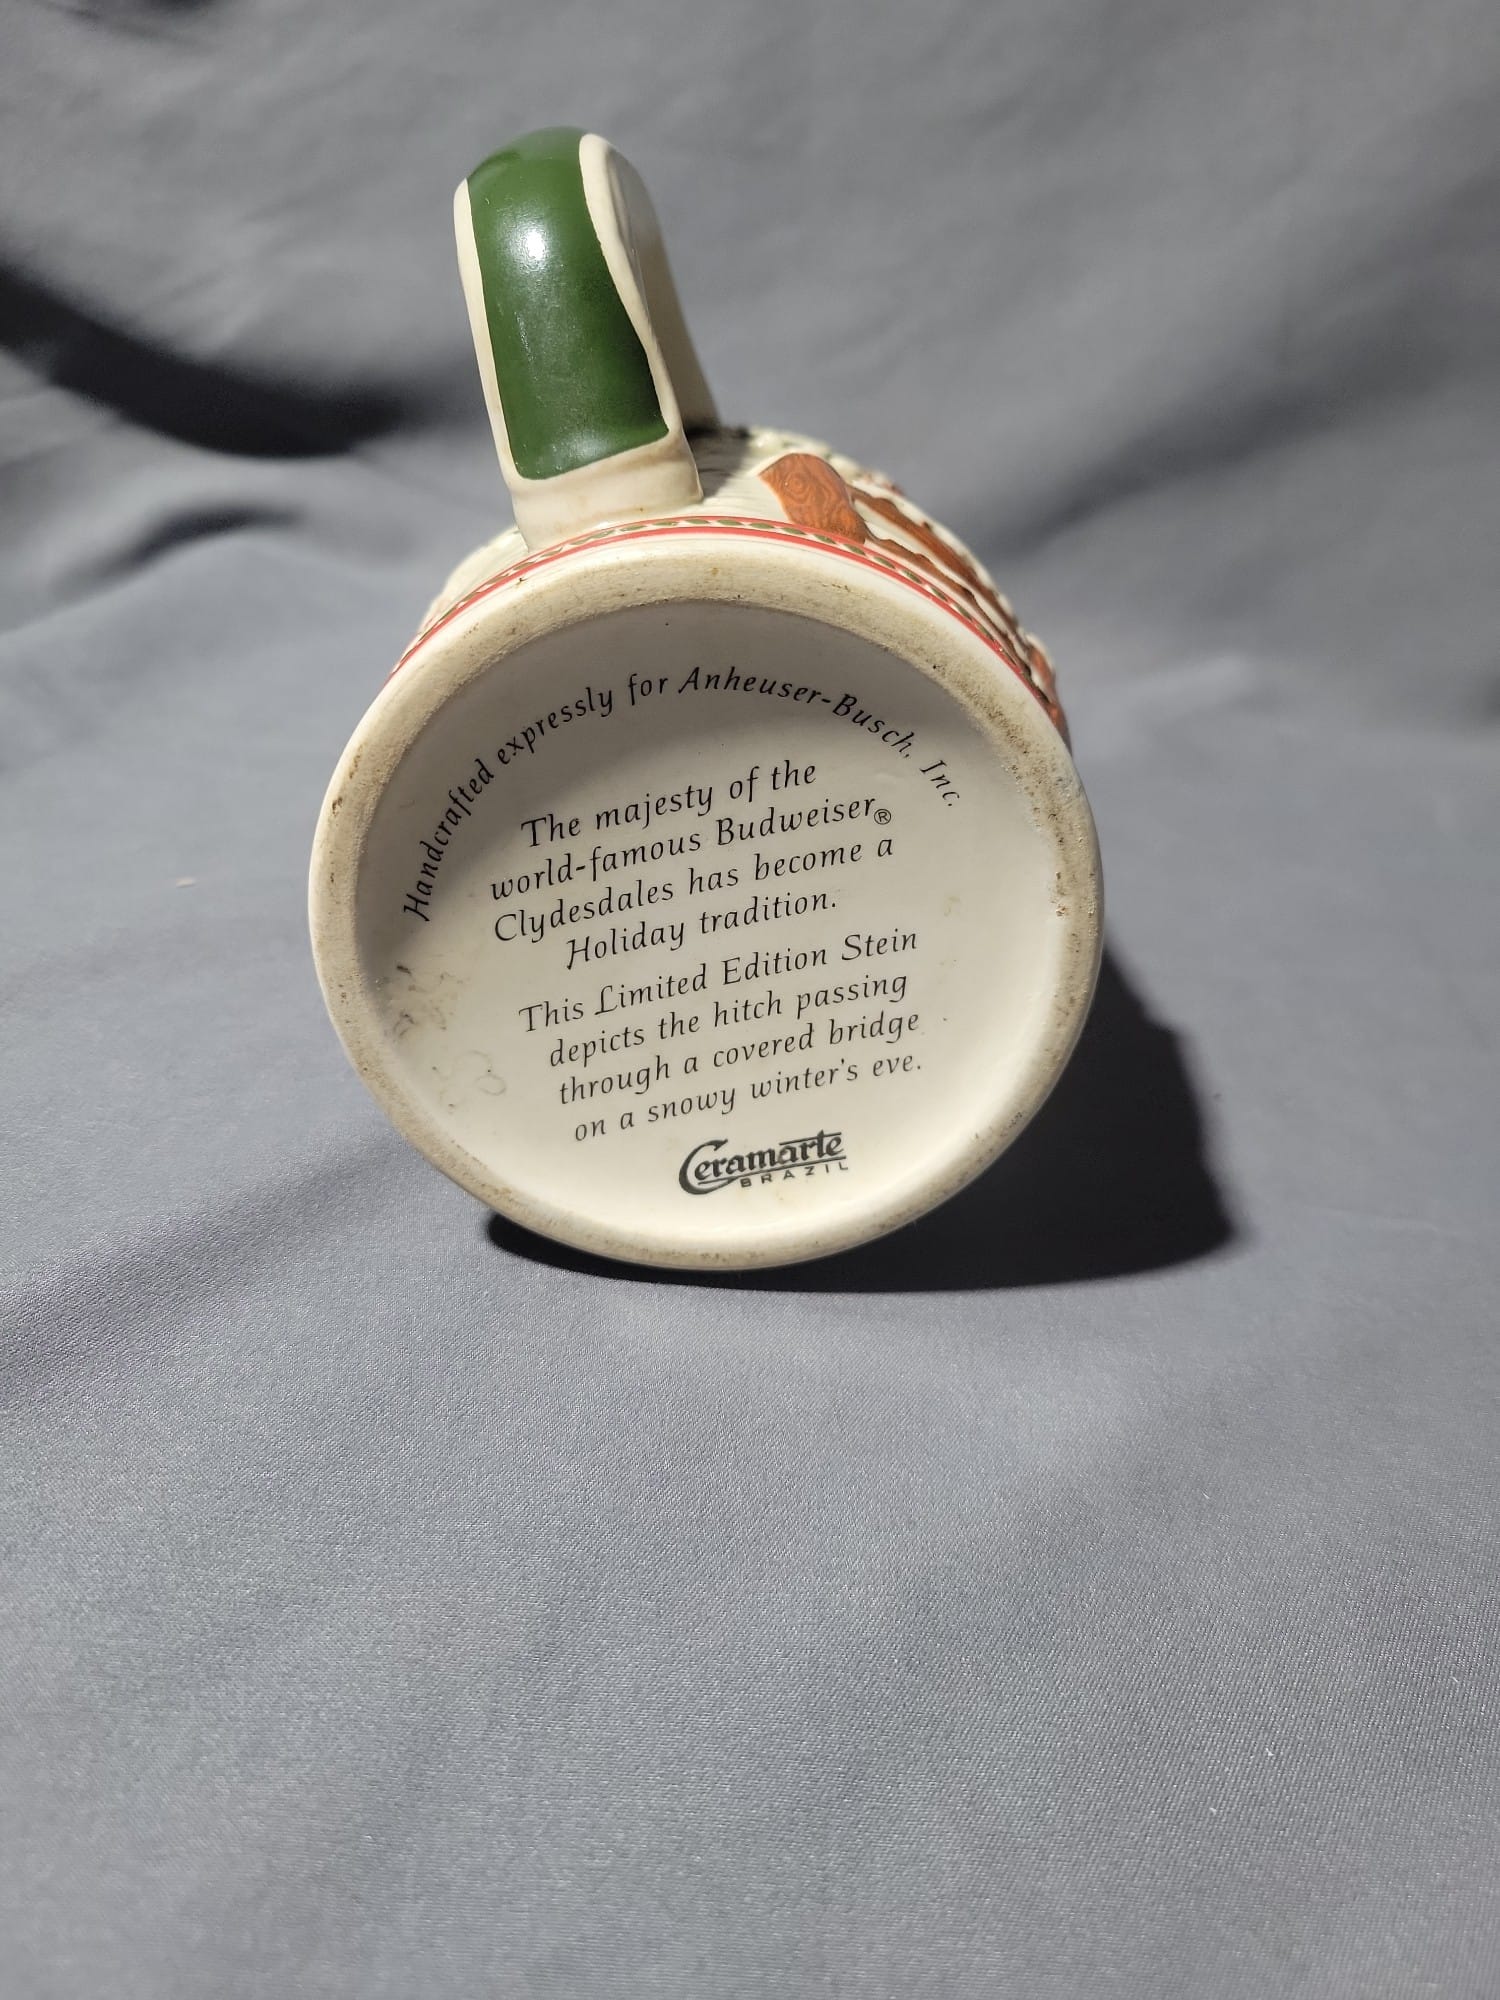 Handcrafted expressly for Anheuser-Busch, Inc.
The majesty of the
world-famous Budweiser®
Clydesdales has become a
Holiday tradition.
This Limited Edition Stein
depicts the hitch passing
through a covered bridge
on a snowy winter's eve.
Ceramarte
BRAZIL